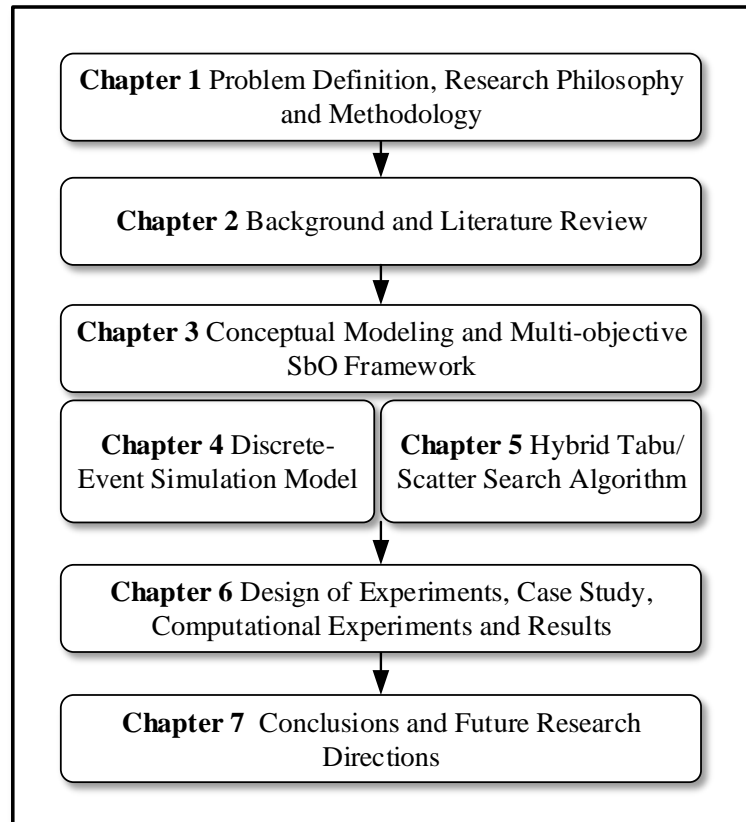 Chapter 1 Problem Definition, Research Philosophy
and Methodology
Chapter 2 Background and Literature Review
Chapter 3 Conceptual Modeling and Multi-objective
SbO Framework
Chapter 4 Discrete-
Event Simulation Model
Chapter 5 Hybrid Tabu/
Scatter Search Algorithm
Chapter 6 Design of Experiments, Case Study,
Computational Experiments and Results
Chapter 7 Conclusions and Future Research
Directions